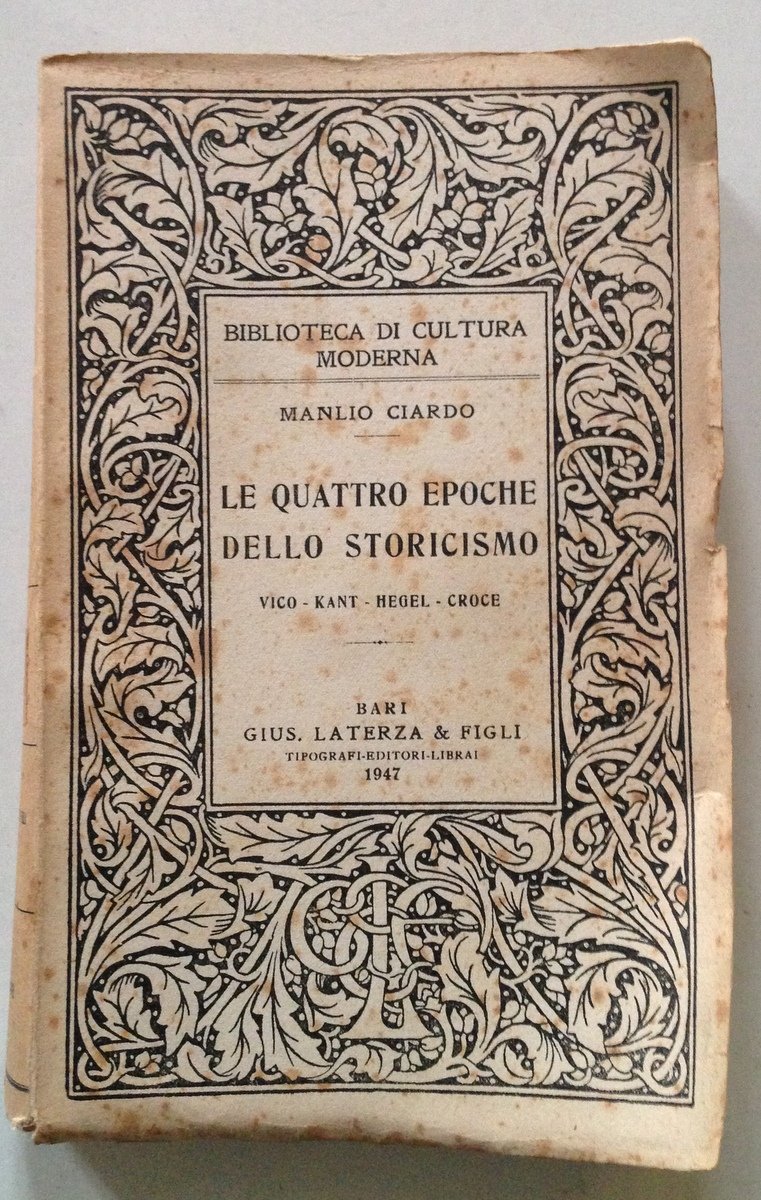 BIBLIOTECA DI CULTURA
MODERNA
MANLIO CIARDO
LE QUATTRO EPOCHE
DELLO STORICISMO
VICO - KANT - HEGEL - CROCE
BARI
GIUS. LATERZA & FIGLI
TIPOGRAFI-EDITORI-LIBRAI
1947